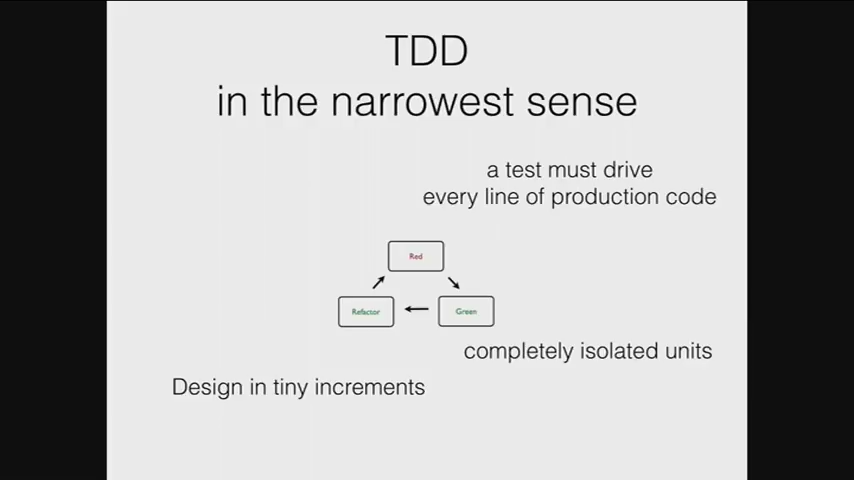 TDD
in the narrowest sense
a test must drive
every line of production code
Red
Refactor
Green
completely isolated units
Design in tiny increments